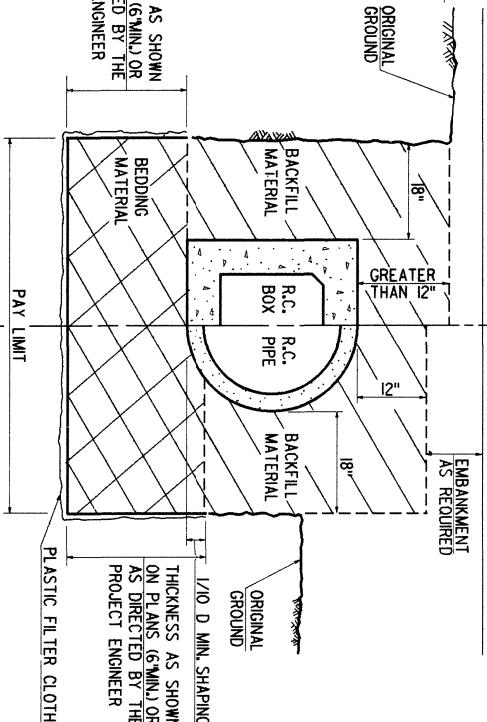 AS SHOWN
(6"MIN.) OR
ED BY THE
NGINEER
ORIGINAL
GROUND
BEDDING
MATERIAL
BACKFILL
MATERIAL
18"
GREATER
THAN 12"
R.C.
BOX
R.C.
PIPE
12"
PAY LIMIT
BACKFILL
MATERIAL
18"
EMBANKMENT
AS REQUIRED
ORIGINAL
GROUND
1/10 D MIN. SHAPING
THICKNESS AS SHOWN
ON PLANS (6"MIN.) OR
AS DIRECTED BY THE
PROJECT ENGINEER
PLASTIC FILTER CLOTH